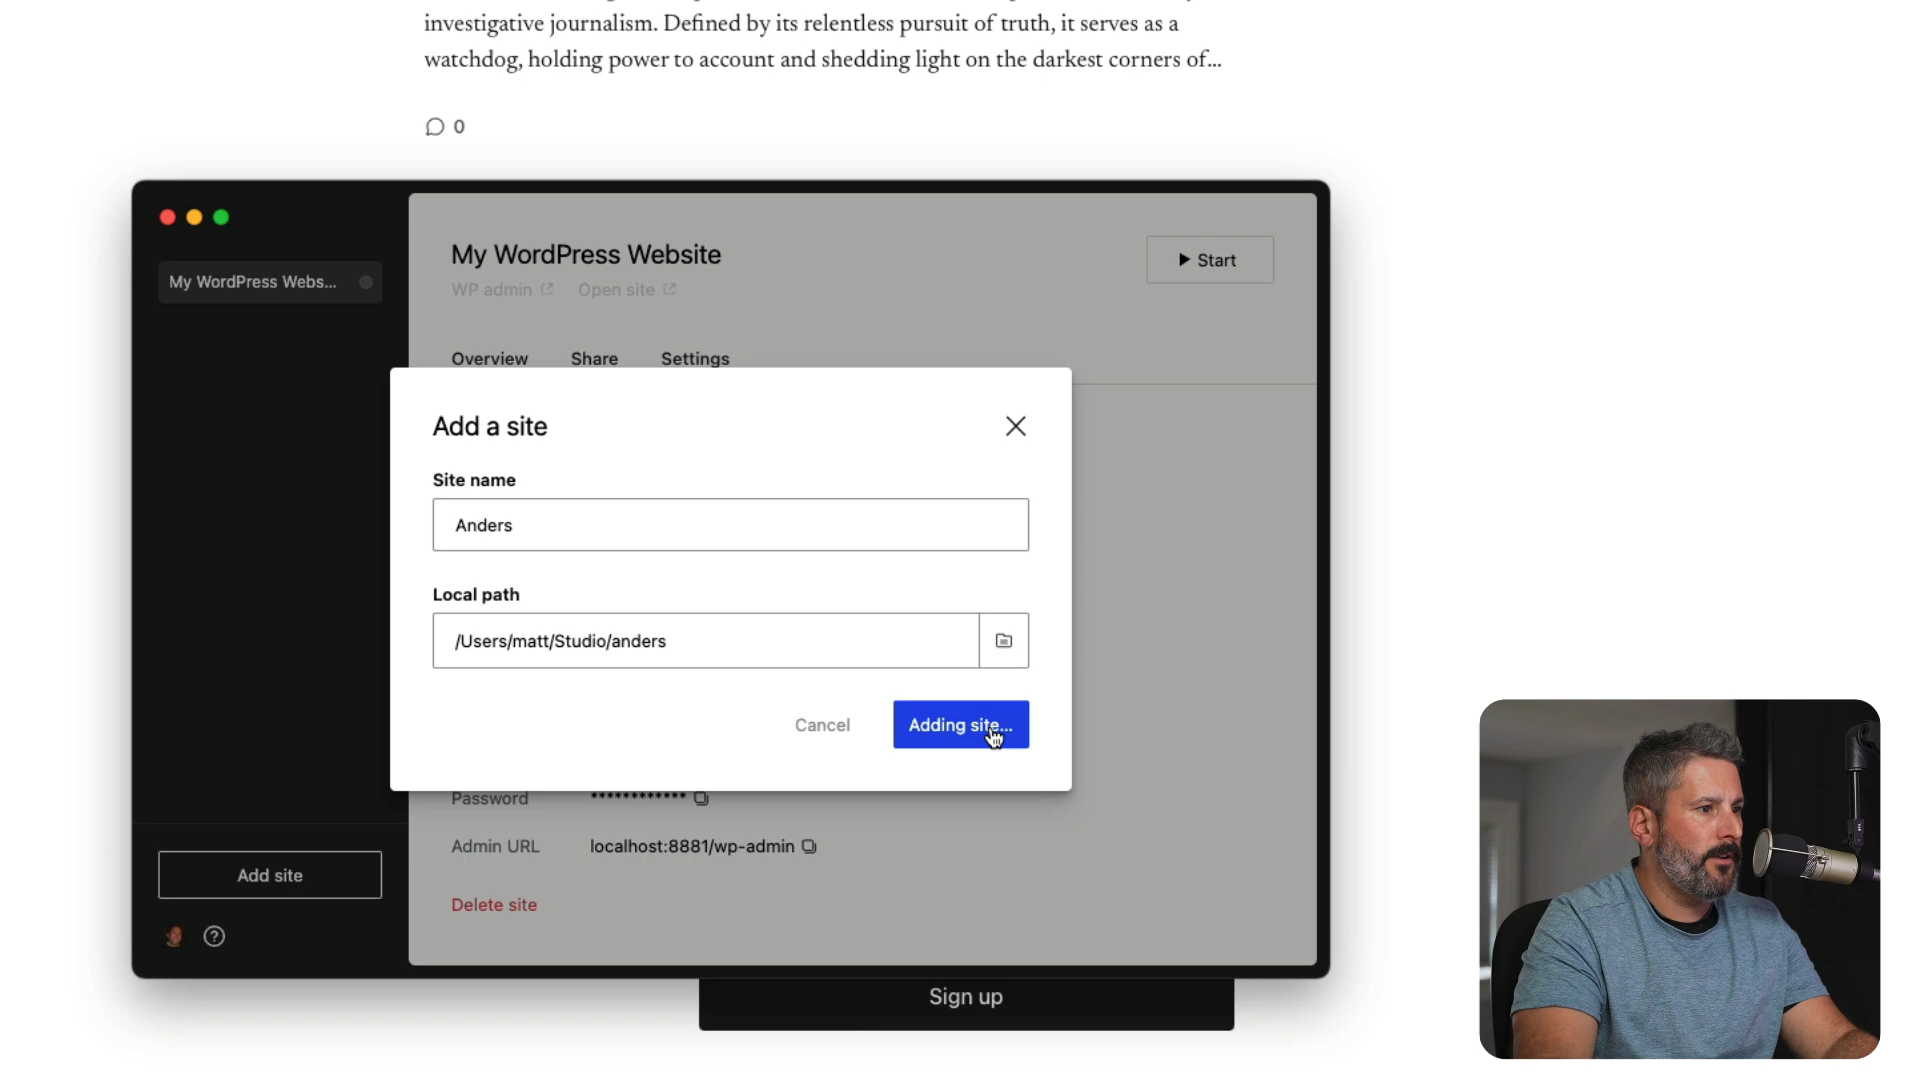 investigative journalism. Defined by its relentless pursuit of truth, it serves as a
watchdog, holding power to account and shedding light on the darkest corners of...
0
My WordPress Webs...
My WordPress Website
WP admin
Open site
Start
Overview
Share
Settings
Add a site
Site name
Anders
Local path
/Users/matt/Studio/anders
Cancel
Adding site...
Password
************
Admin URL
localhost:8881/wp-admin
Delete site
Add site
?
Sign up